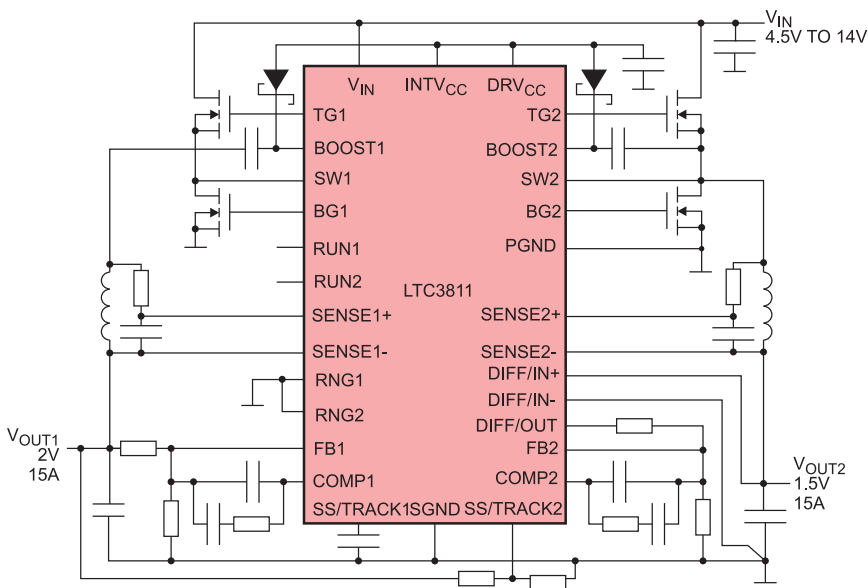 VIN
4.5V TO 14V
VIN
INTVCC
DRVCC
TG1
TG2
BOOST1
BOOST2
SW1
SW2
BG1
BG2
RUN1
PGND
RUN2
LTC3811
SENSE1+
SENSE2+
SENSE1-
SENSE2-
DIFF/IN+
RNG1
DIFF/IN-
RNG2
DIFF/OUT
FB1
FB2
COMP1
COMP2
SS/TRACK1
SGND
SS/TRACK2
VOUT1
2V
15A
VOUT2
1.5V
15A